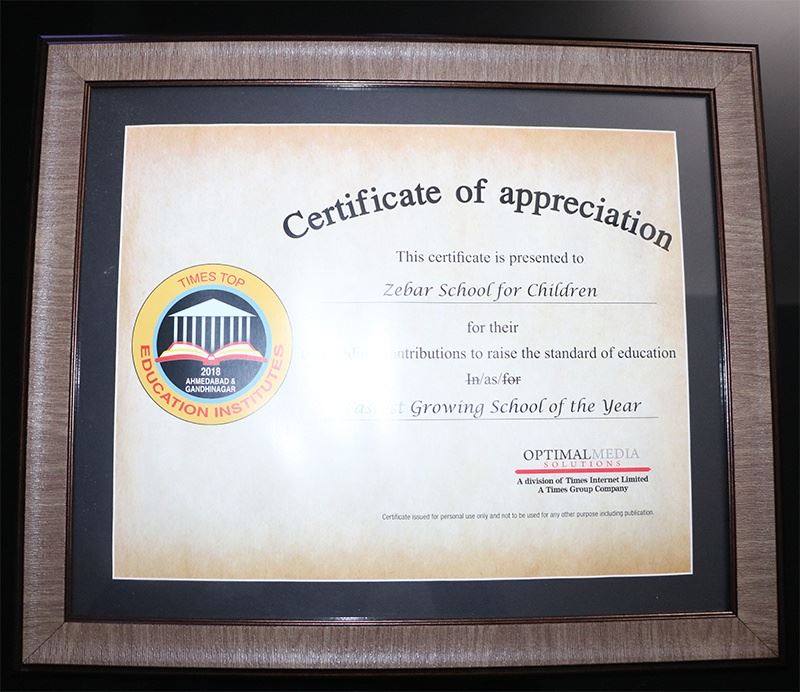 Certificate of appreciation
This certificate is presented to
Zebar School for Children
for their
contributions to raise the standard of education
In/as/for
Growing School of the Year
TIMES TOP
EDUCATION INSTITUTES
2018
AHMEDABAD &
GANDHINAGAR
OPTIMALMEDIA
SOLUTIONS
A division of Times Internet Limited
A Times Group Company
Certificate issued for personal use only and not to be used for any other purpose including publication.